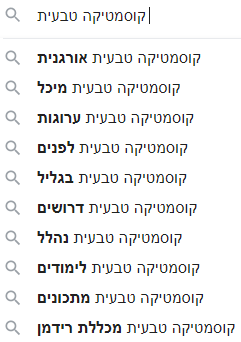 קוסמטיקה טבעית
קוסמטיקה טבעית אורגנית
קוסמטיקה טבעית מיכל
קוסמטיקה טבעית ערוגות
קוסמטיקה טבעית לפנים
קוסמטיקה טבעית בגליל
קוסמטיקה טבעית דרושים
קוסמטיקה טבעית נהלל
קוסמטיקה טבעית לימודים
קוסמטיקה טבעית מתכונים
קוסמטיקה טבעית מכללת רידמן